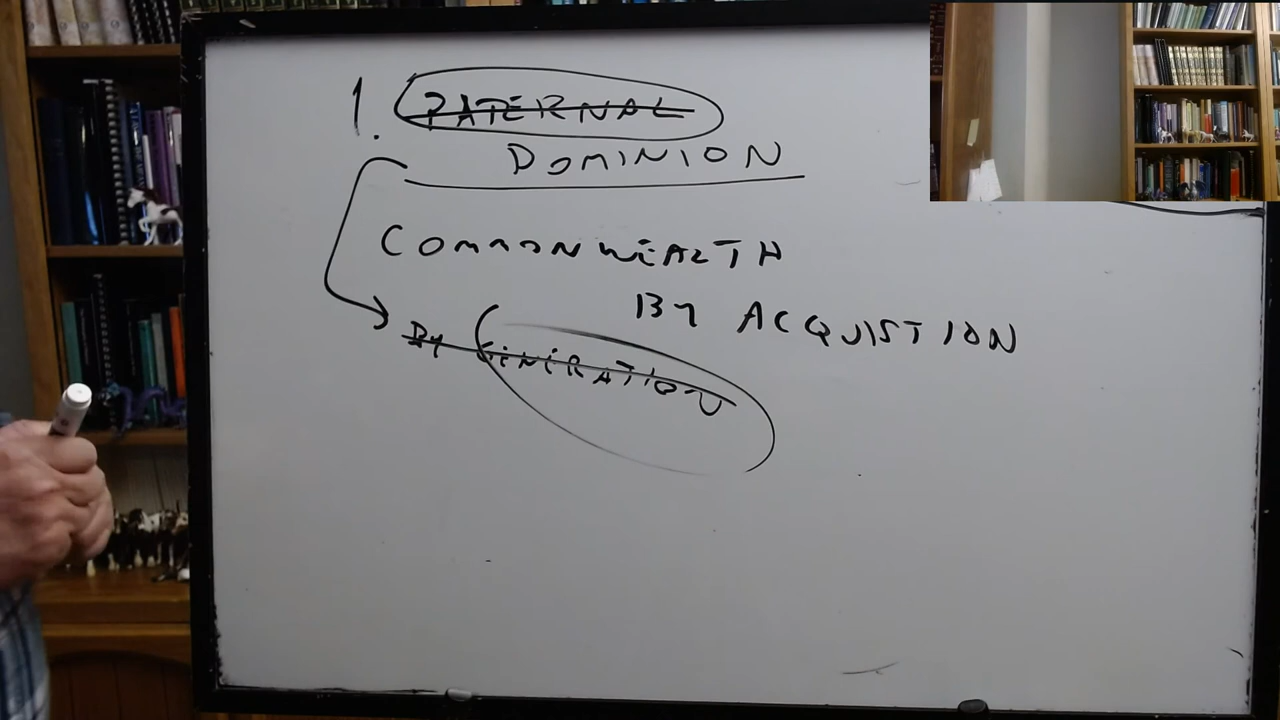 1. PATERNAL
DOMINION
COMMONWEALTH
BY ACQUISTION
By GENERATION